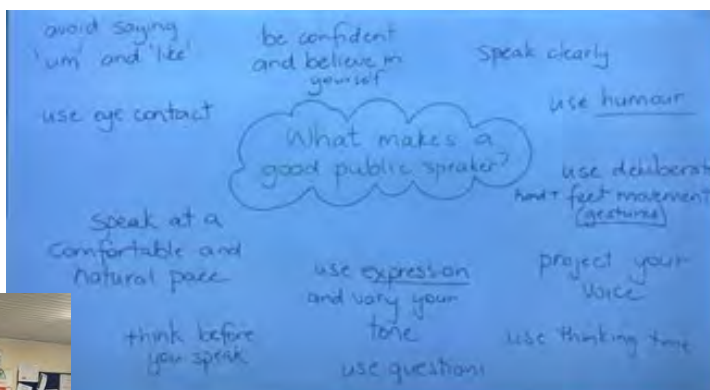 avoid saying
'um' and 'like'
be confident
and believe in
yourself
speak clearly
use eye contact
use humour
What makes a
good public speaker?
use deliberat
hand + feet movement
(gestures)
speak at a
comfortable and
natural pace
use expression
and vary your
tone
project your
voice
think before
you speak
use questions
use thinking time